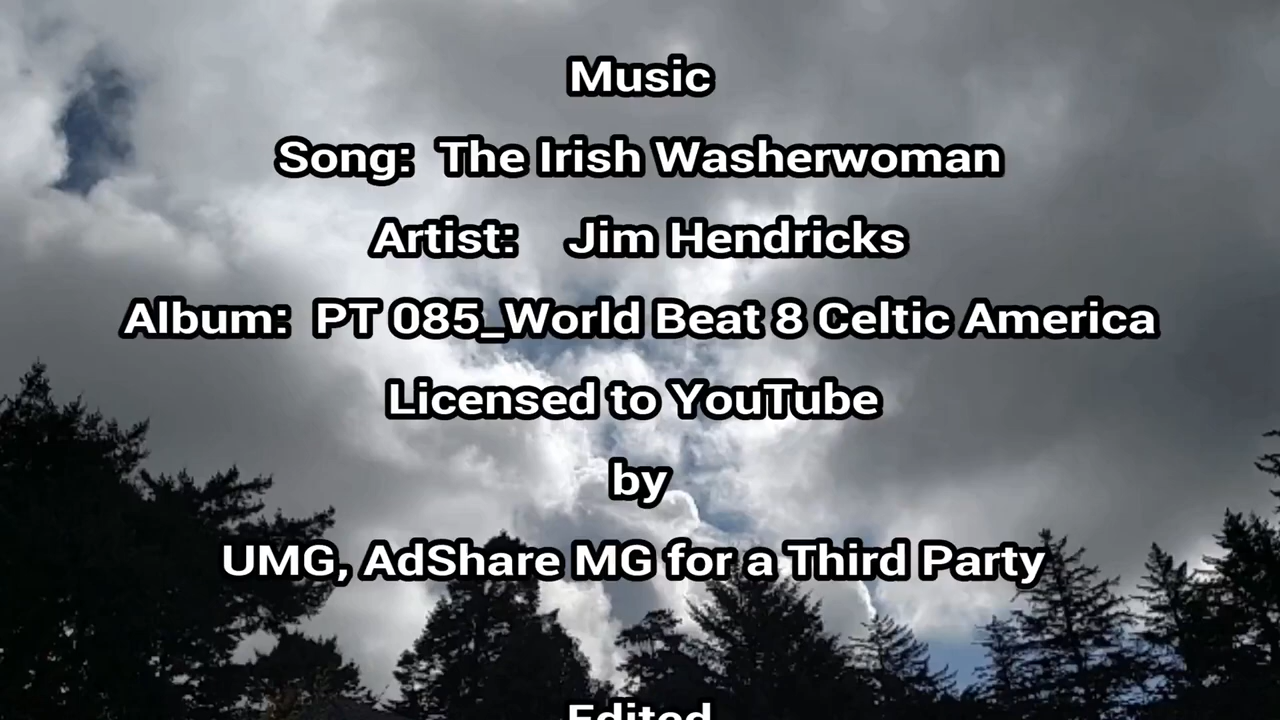 Music
Song: The Irish Washerwoman
Artist: Jim Hendricks
Album: PT 085_World Beat 8 Celtic America
Licensed to YouTube
by
UMG, AdShare MG for a Third Party
Edited